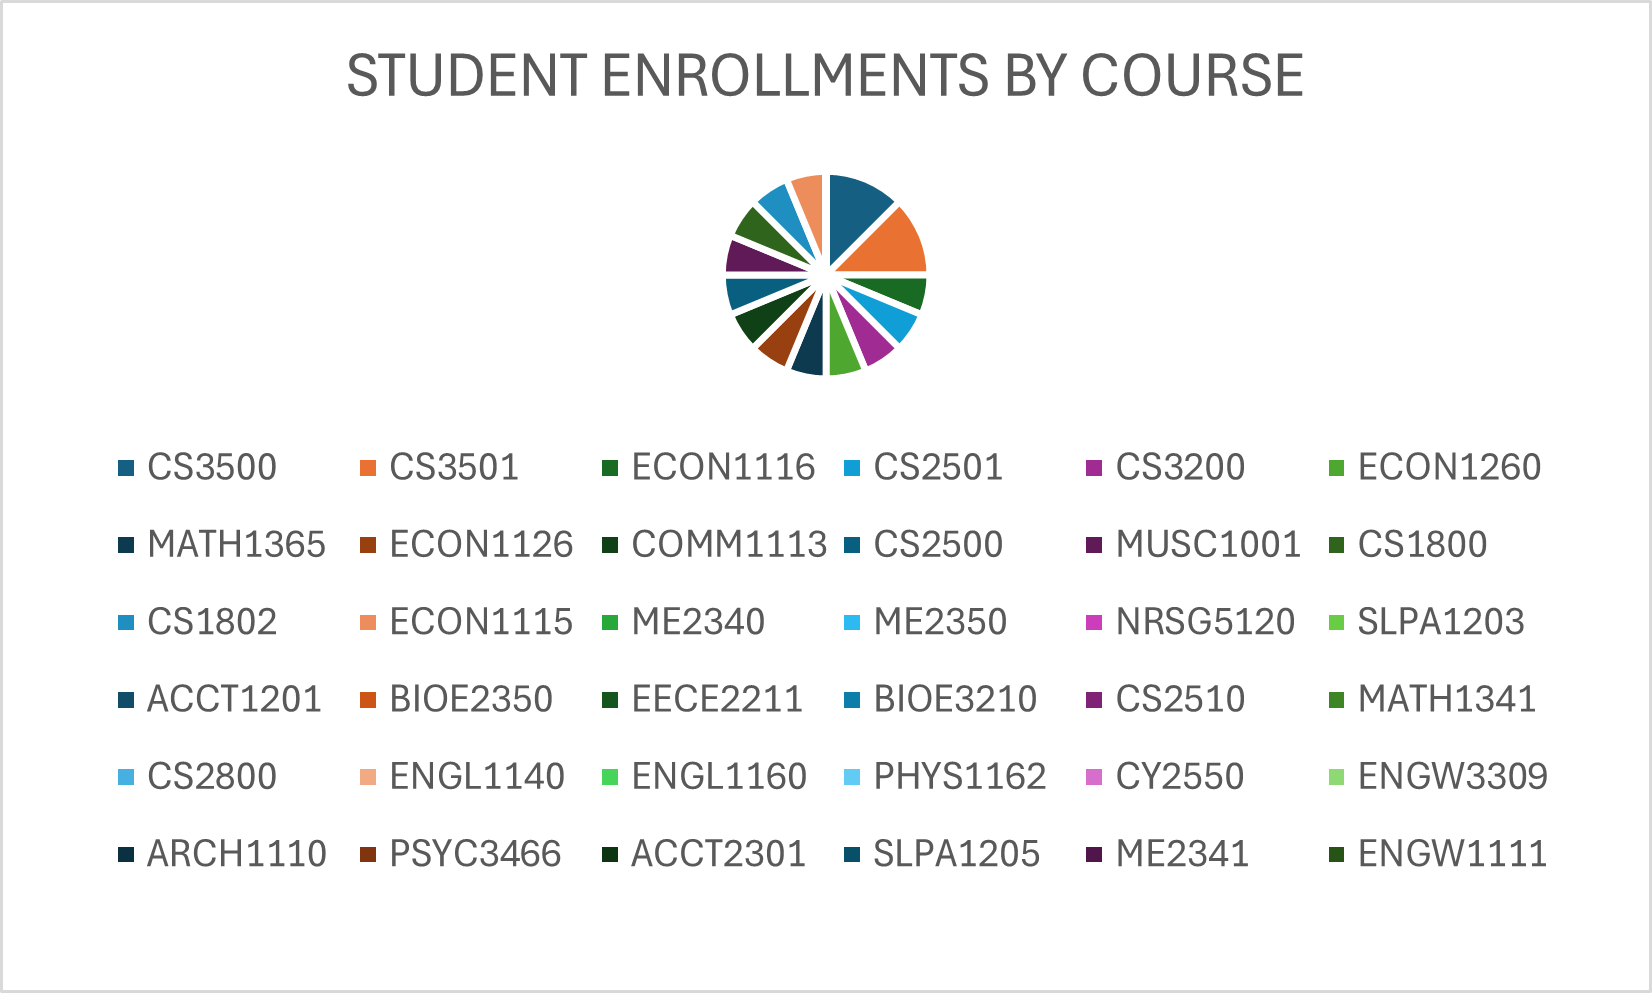 STUDENT ENROLLMENTS BY COURSE
CS3500 CS3501 ECON1116 CS2501 CS3200 ECON1260
MATH1365 ECON1126 COMM1113 CS2500 MUSC1001 CS1800
CS1802 ECON1115 ME2340 ME2350 NRSG5120 SLPA1203
ACCT1201 BIOE2350 EECE2211 BIOE3210 CS2510 MATH1341
CS2800 ENGL1140 ENGL1160 PHYS1162 CY2550 ENGW3309
ARCH1110 PSYC3466 ACCT2301 SLPA1205 ME2341 ENGW1111